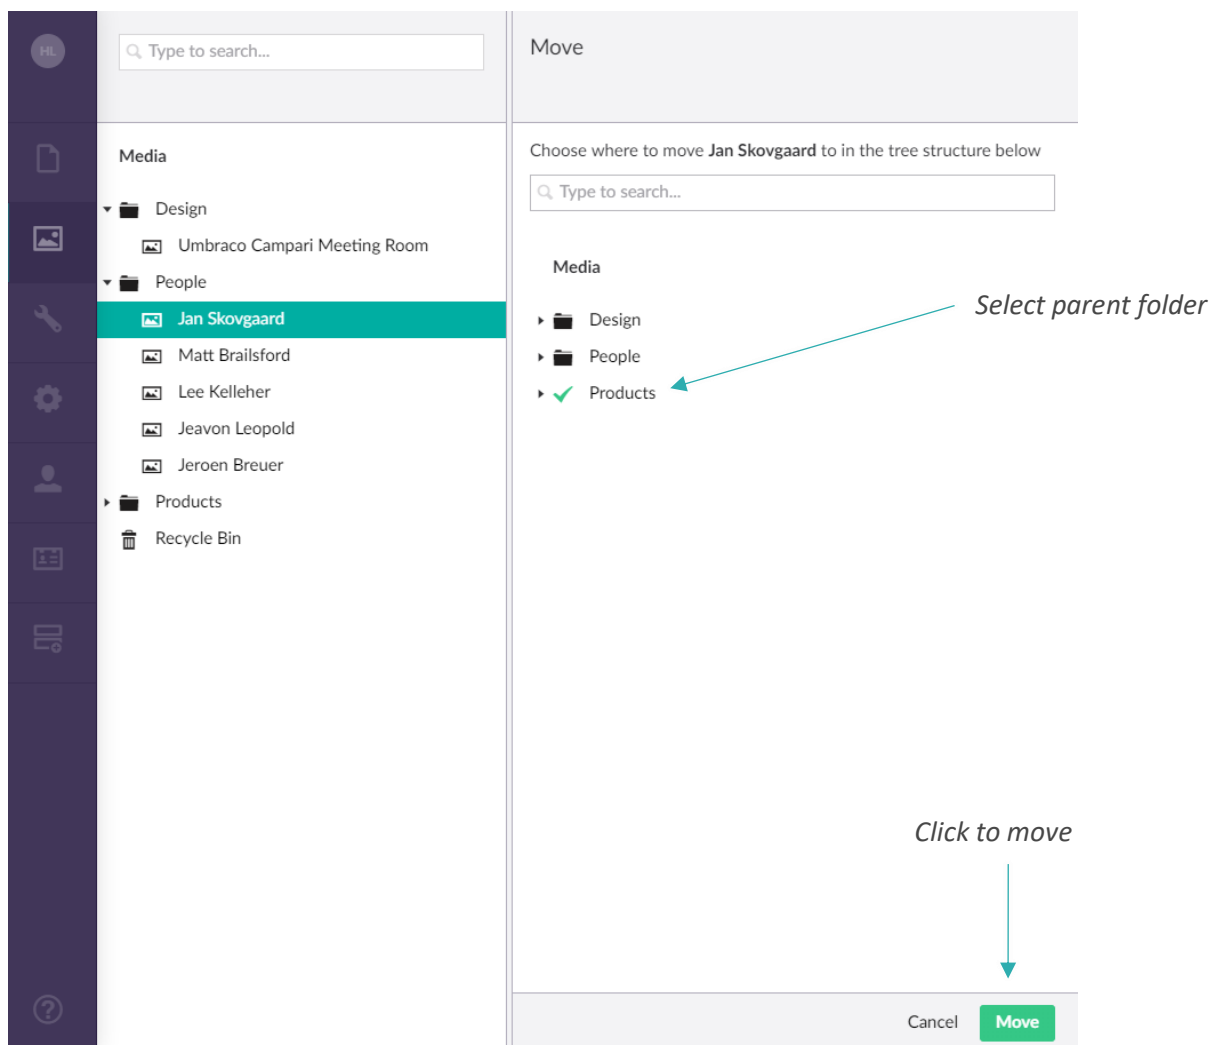 HL
Type to search...
Media
Design
Umbraco Campari Meeting Room
People
Jan Skovgaard
Matt Brailsford
Lee Kelleher
Jeavon Leopold
Jeroen Breuer
Products
Recycle Bin
Move
Choose where to move Jan Skovgaard to in the tree structure below
Type to search...
Media
Design
People
Products
Select parent folder
Click to move
Cancel
Move
?